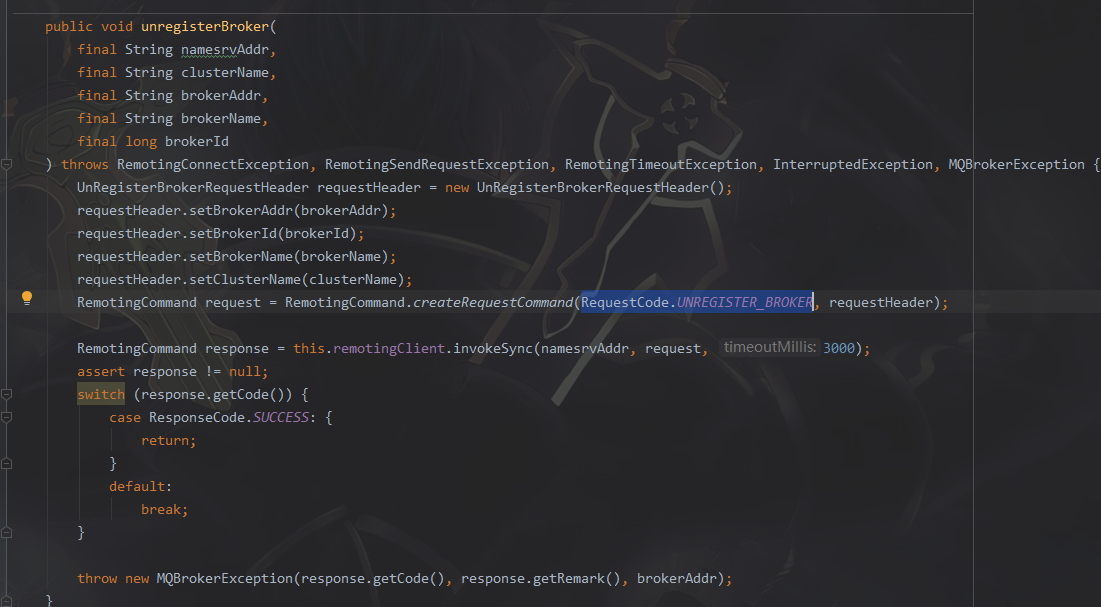 public void unregisterBroker(
final String namesrvAddr,
final String clusterName,
final String brokerAddr,
final String brokerName,
final long brokerId
) throws RemotingConnectException, RemotingSendRequestException, RemotingTimeoutException, InterruptedException, MQBrokerException {
UnRegisterBrokerRequestHeader requestHeader = new UnRegisterBrokerRequestHeader();
requestHeader.setBrokerAddr(brokerAddr);
requestHeader.setBrokerId(brokerId);
requestHeader.setBrokerName(brokerName);
requestHeader.setClusterName(clusterName);
RemotingCommand request = RemotingCommand.createRequestCommand(RequestCode.UNREGISTER_BROKER, requestHeader);
RemotingCommand response = this.remotingClient.invokeSync(namesrvAddr, request, timeoutMillis: 3000);
assert response != null;
switch (response.getCode()) {
case ResponseCode.SUCCESS: {
return;
}
default:
break;
}
throw new MQBrokerException(response.getCode(), response.getRemark(), brokerAddr);
}